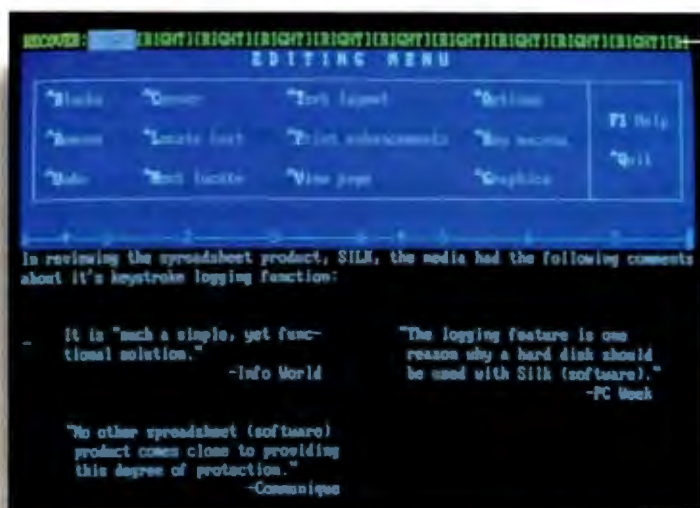 RECOVER: [RIGHT][RIGHT][RIGHT][RIGHT][RIGHT][RIGHT][RIGHT][RIGHT][R
EDITING MENU
^Blocks ^Cursor ^Text layout ^Options
F1 Help
^Remove ^Locate text ^Print enhancements ^Key macros
^Quit
^Undo ^Next locate ^View page ^Graphics
In reviewing the spreadsheet product, SILK, the media had the following comments
about it's keystroke logging function:
It is "such a simple, yet func-
tional solution."
-Info World
"The logging feature is one
reason why a hard disk should
be used with Silk (software)."
-PC Week
"No other spreadsheet (software)
product comes close to providing
this degree of protection."
-Communique